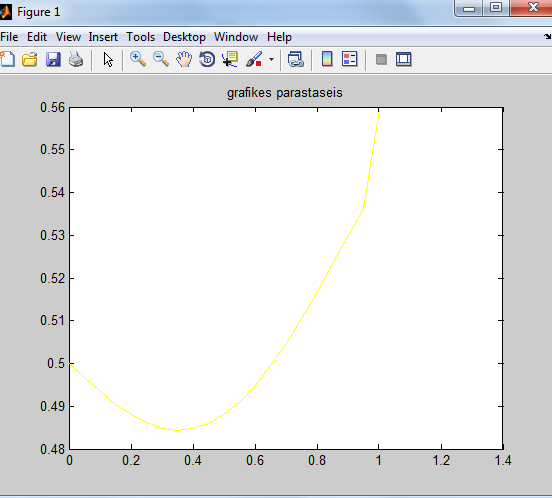 Figure 1
File Edit View Insert Tools Desktop Window Help
grafikes parastaseis
0.56
0.55
0.54
0.53
0.52
0.51
0.5
0.49
0.48
0 0.2 0.4 0.6 0.8 1 1.2 1.4